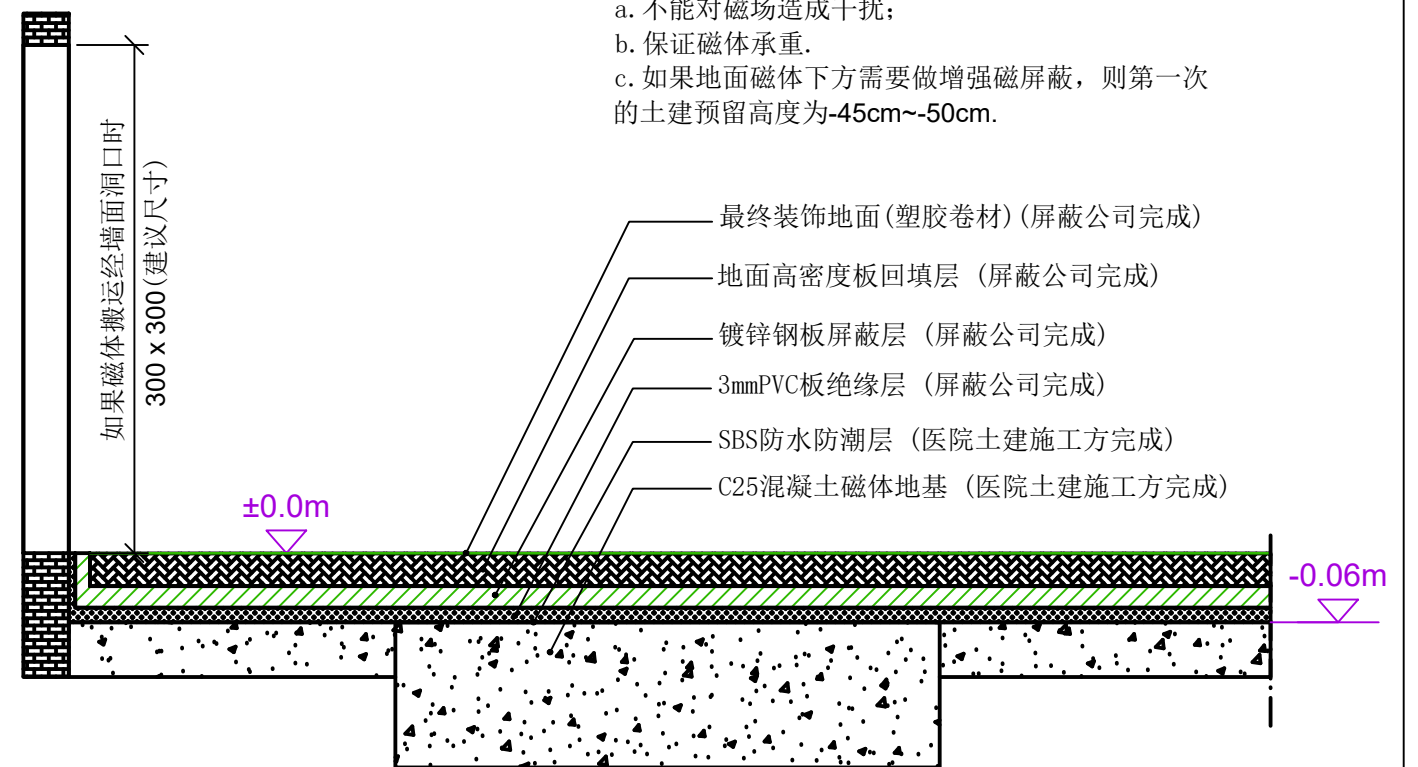 a. 不能对磁场造成干扰;
b. 保证磁体承重.
c. 如果地面磁体下方需要做增强磁屏蔽，则第一次
的土建预留高度为-45cm~-50cm.
如果磁体搬运经墙面洞口时
300 x 300(建议尺寸)
最终装饰地面(塑胶卷材)(屏蔽公司完成)
地面高密度板回填层 (屏蔽公司完成)
镀锌钢板屏蔽层 (屏蔽公司完成)
3mmPVC板绝缘层 (屏蔽公司完成)
SBS防水防潮层 (医院土建施工方完成)
C25混凝土磁体地基 (医院土建施工方完成)
±0.0m
-0.06m